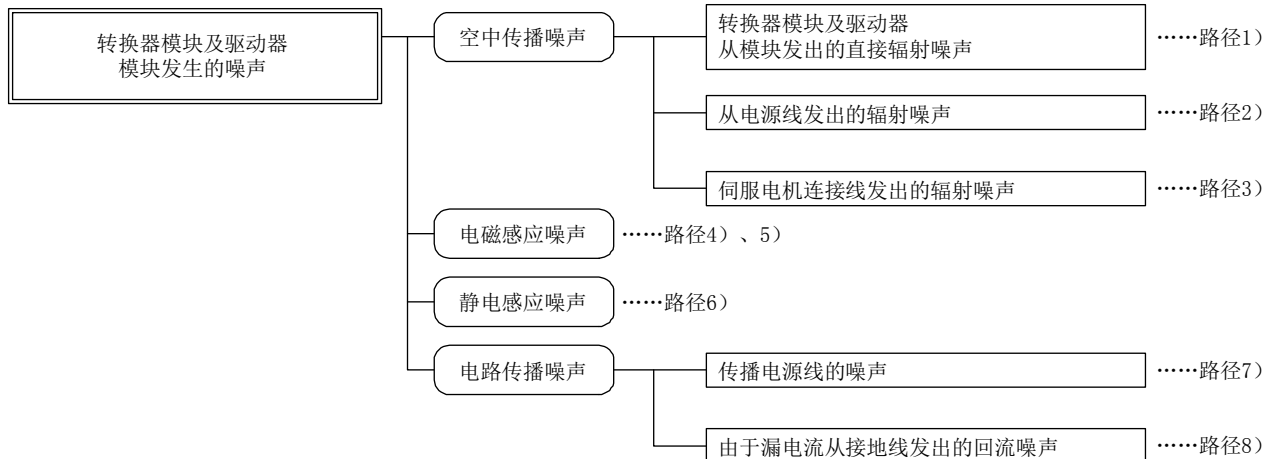 转换器模块及驱动器
模块发生的噪声
空中传播噪声
转换器模块及驱动器
从模块发出的直接辐射噪声
……路径1）
从电源线发出的辐射噪声
……路径2）
伺服电机连接线发出的辐射噪声
……路径3）
电磁感应噪声
……路径4）、5）
静电感应噪声
……路径6）
电路传播噪声
传播电源线的噪声
……路径7）
由于漏电流从接地线发出的回流噪声
……路径8）